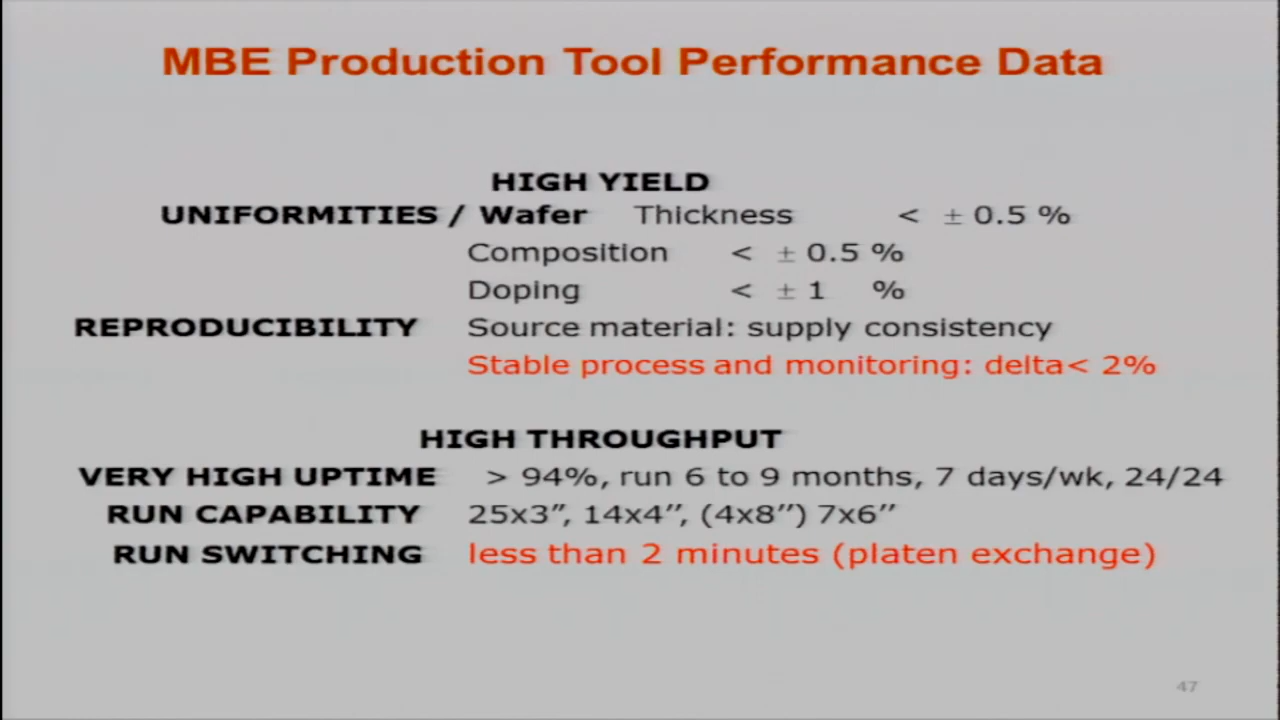 MBE Production Tool Performance Data
HIGH YIELD
UNIFORMITIES / Wafer Thickness < ± 0.5 %
Composition < ± 0.5 %
Doping < ± 1 %
REPRODUCIBILITY Source material: supply consistency
Stable process and monitoring: delta< 2%
HIGH THROUGHPUT
VERY HIGH UPTIME > 94%, run 6 to 9 months, 7 days/wk, 24/24
RUN CAPABILITY 25x3”, 14x4’’, (4x8’’) 7x6’’
RUN SWITCHING less than 2 minutes (platen exchange)
47